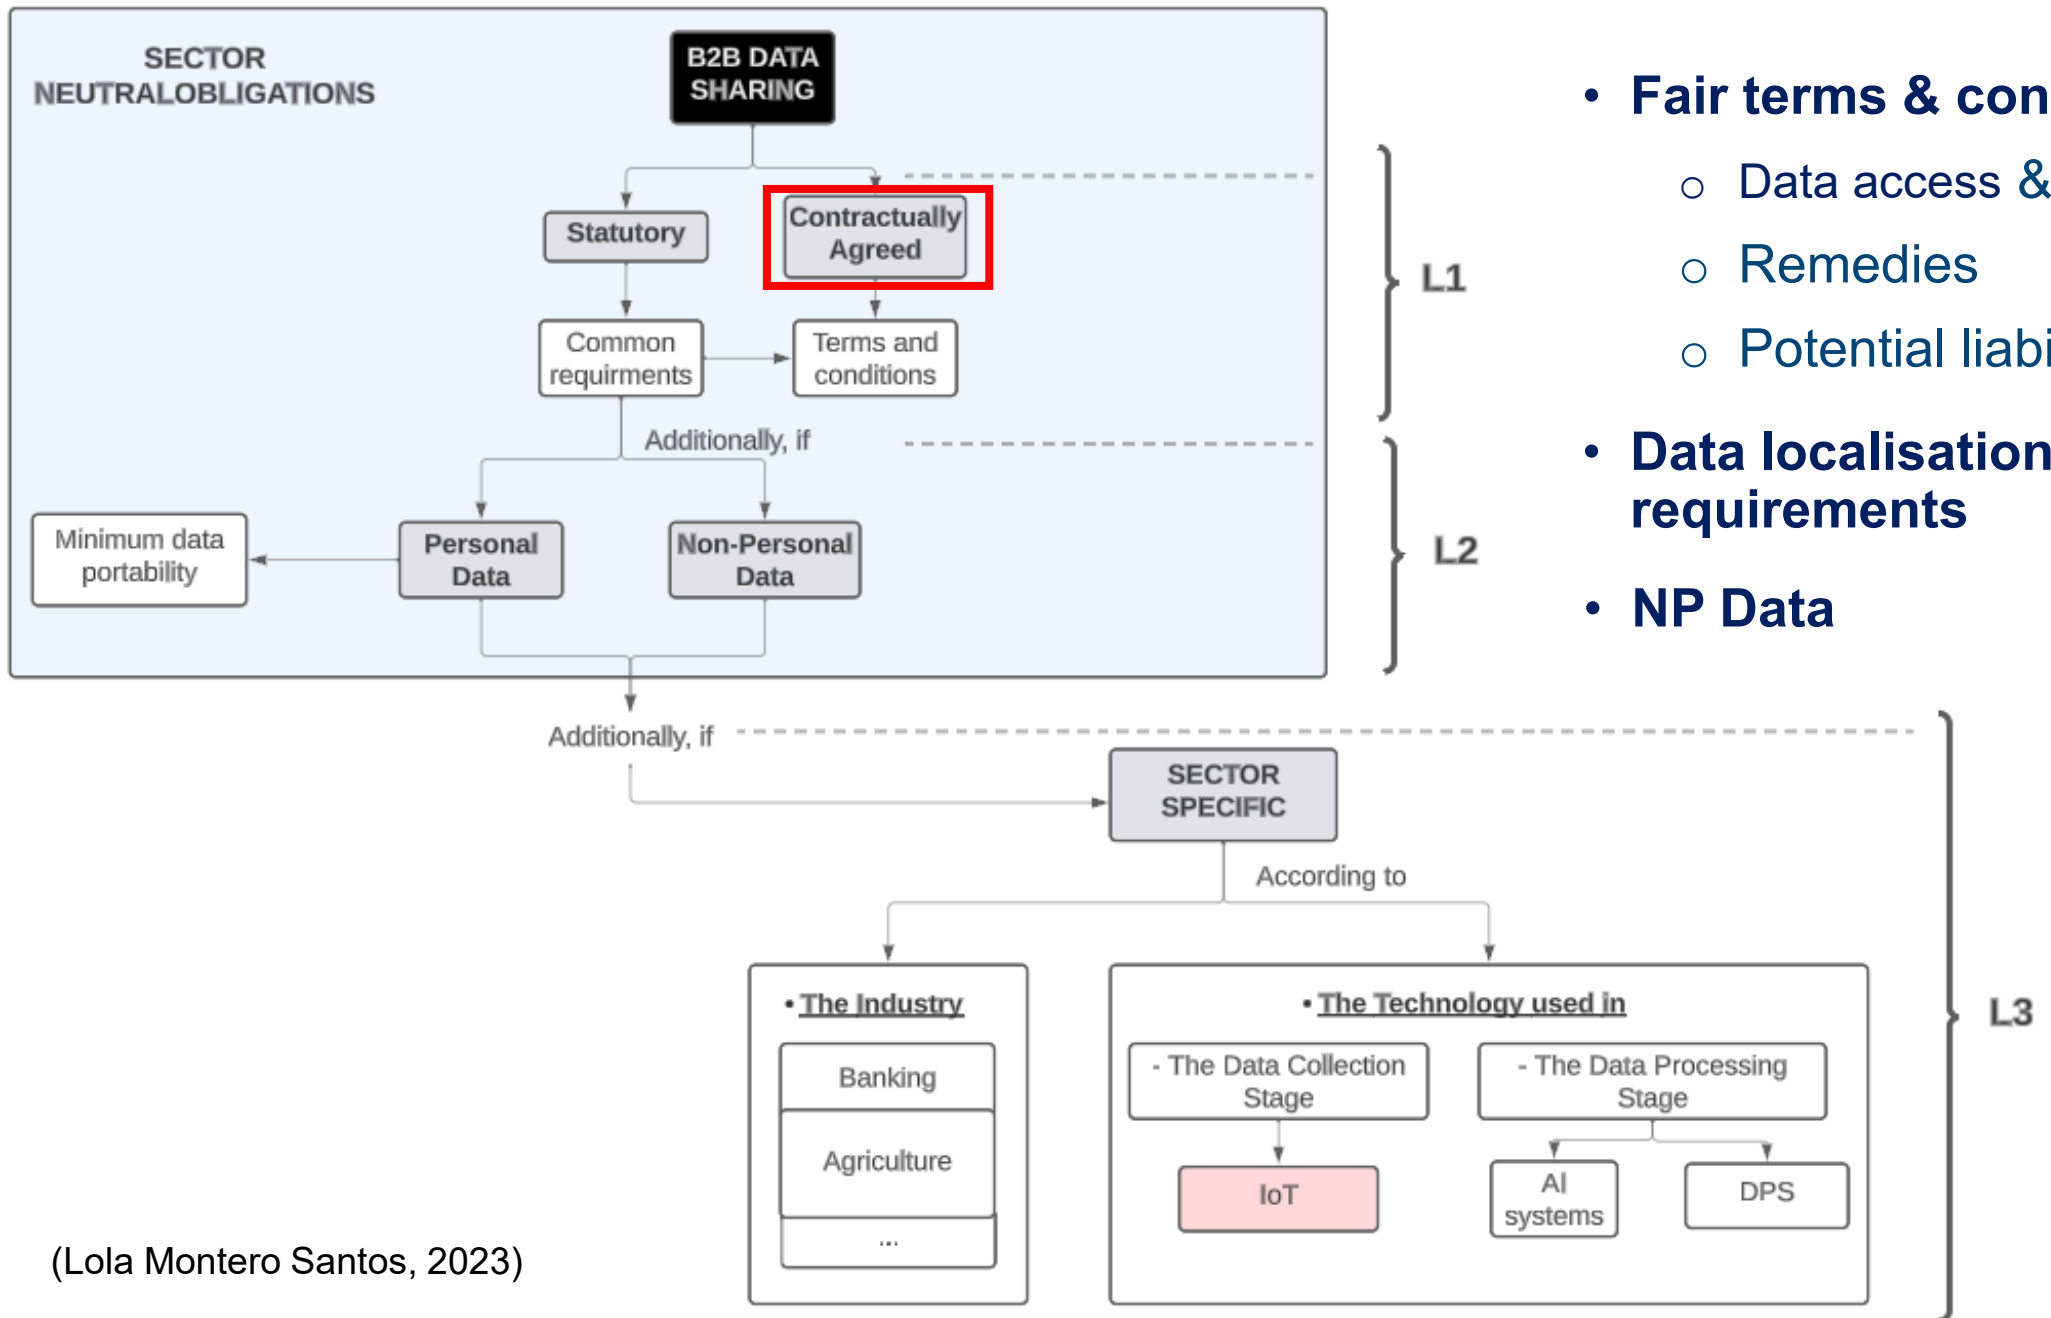 SECTOR
NEUTRALOBLIGATIONS
B2B DATA
SHARING
Statutory
Contractually
Agreed
Common
requirments
Terms and
conditions
L1
Additionally, if
Minimum data
portability
Personal
Data
Non-Personal
Data
L2
Additionally, if
SECTOR
SPECIFIC
According to
• The Industry
Banking
Agriculture
...
• The Technology used in
- The Data Collection
Stage
IoT
- The Data Processing
Stage
AI
systems
DPS
L3
• Fair terms & con
o Data access &
o Remedies
o Potential liabi
• Data localisation
requirements
• NP Data
(Lola Montero Santos, 2023)